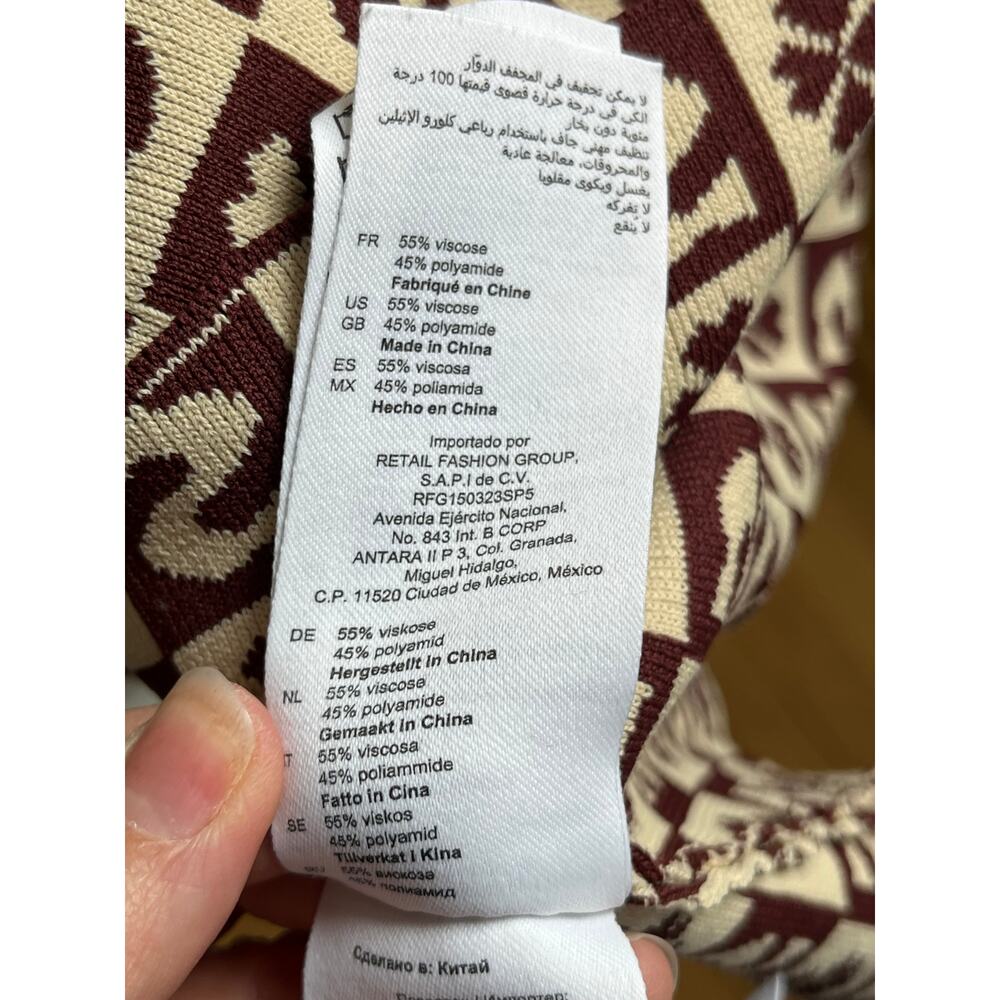 لا يمكن تجفيف في المجفف الدوّار
الكي في درجة حرارة قصوى قيمتها 100 درجة
مئوية دون بخار
تنظيف مهني جاف باستخدام رباعي كلورو الإثيلين
والمحروقات، معالجة عادية
يغسل ويكوى مقلوبا
لا تفركه
لا يُنقع
FR 55% viscose
45% polyamide
Fabriqué en Chine
US 55% viscose
GB 45% polyamide
Made in China
ES 55% viscosa
MX 45% poliamida
Hecho en China
Importado por
RETAIL FASHION GROUP,
S.A.P.I de C.V.
RFG150323SP5
Avenida Ejército Nacional,
No. 843 Int. B CORP
ANTARA II P 3, Col. Granada,
Miguel Hidalgo,
C.P. 11520 Ciudad de México, México
DE 55% viskose
45% polyamid
Hergestellt in China
NL 55% viscose
45% polyamide
Gemaakt in China
IT 55% viscosa
45% poliammide
Fatto in Cina
SE 55% viskos
45% polyamid
Tillverkat i Kina
55% вискоза
45% полиамид
Сделано в: Китай